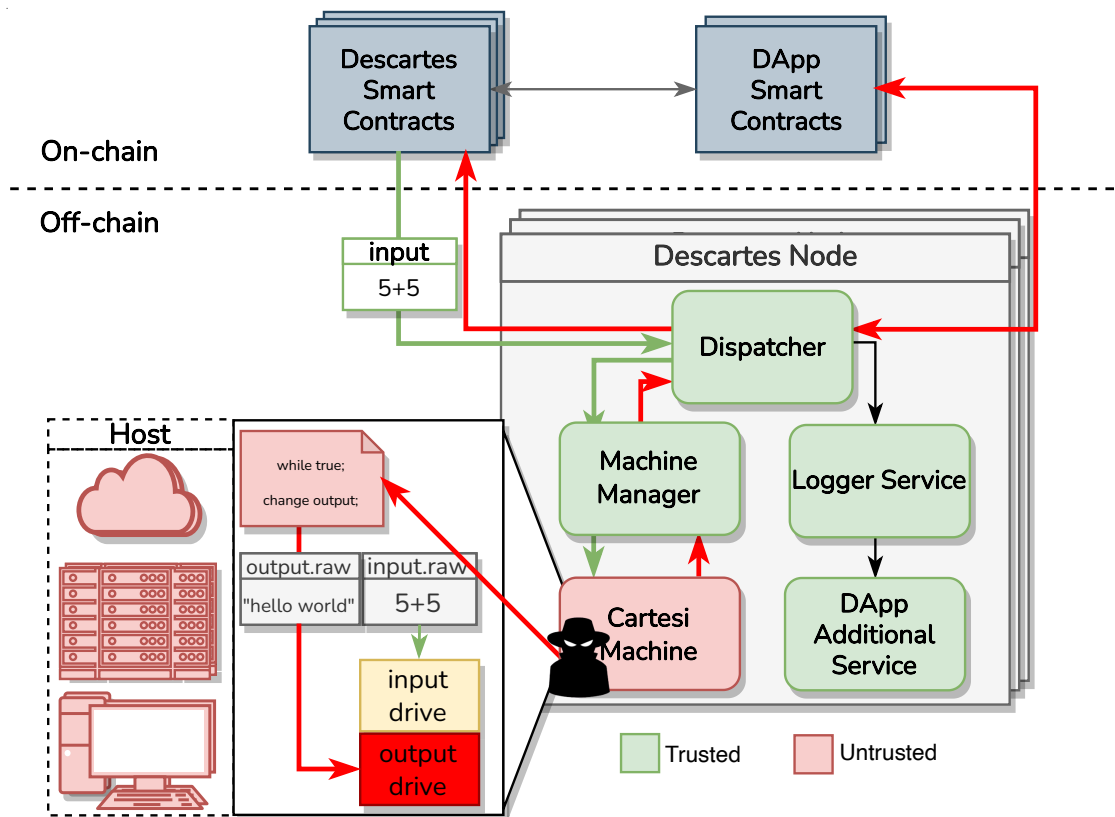 Descartes
Smart
Contracts
DApp
Smart
Contracts
On-chain
Off-chain
input
5+5
Descartes Node
Dispatcher
Host
while true;
change output;
Machine
Manager
Logger Service
output.raw
input.raw
"hello world"
5+5
Cartesi
Machine
DApp
Additional
Service
input
drive
output
drive
Trusted
Untrusted